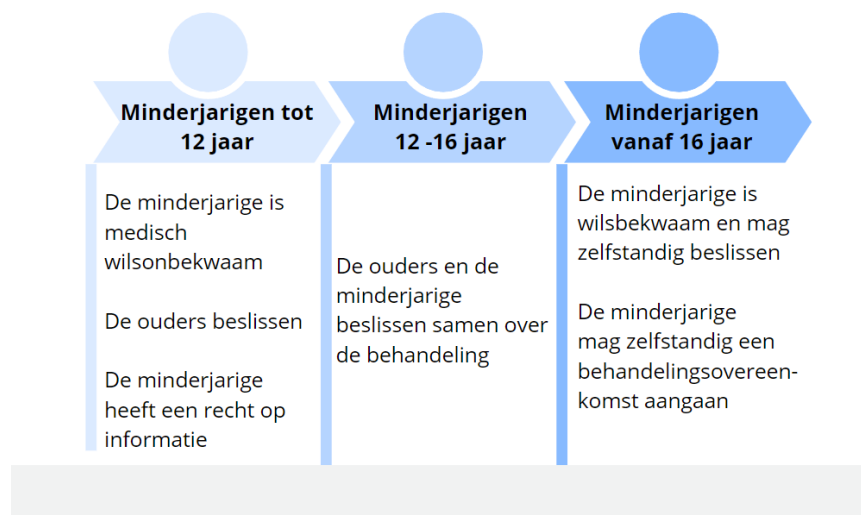 Minderjarigen tot
12 jaar
De minderjarige is
medisch
wilsonbekwaam
De ouders beslissen
De minderjarige
heeft een recht op
informatie
Minderjarigen
12 -16 jaar
De ouders en de
minderjarige
beslissen samen over
de behandeling
Minderjarigen
vanaf 16 jaar
De minderjarige is
wilsbekwaam en mag
zelfstandig beslissen
De minderjarige
mag zelfstandig een
behandelingsovereen-
komst aangaan